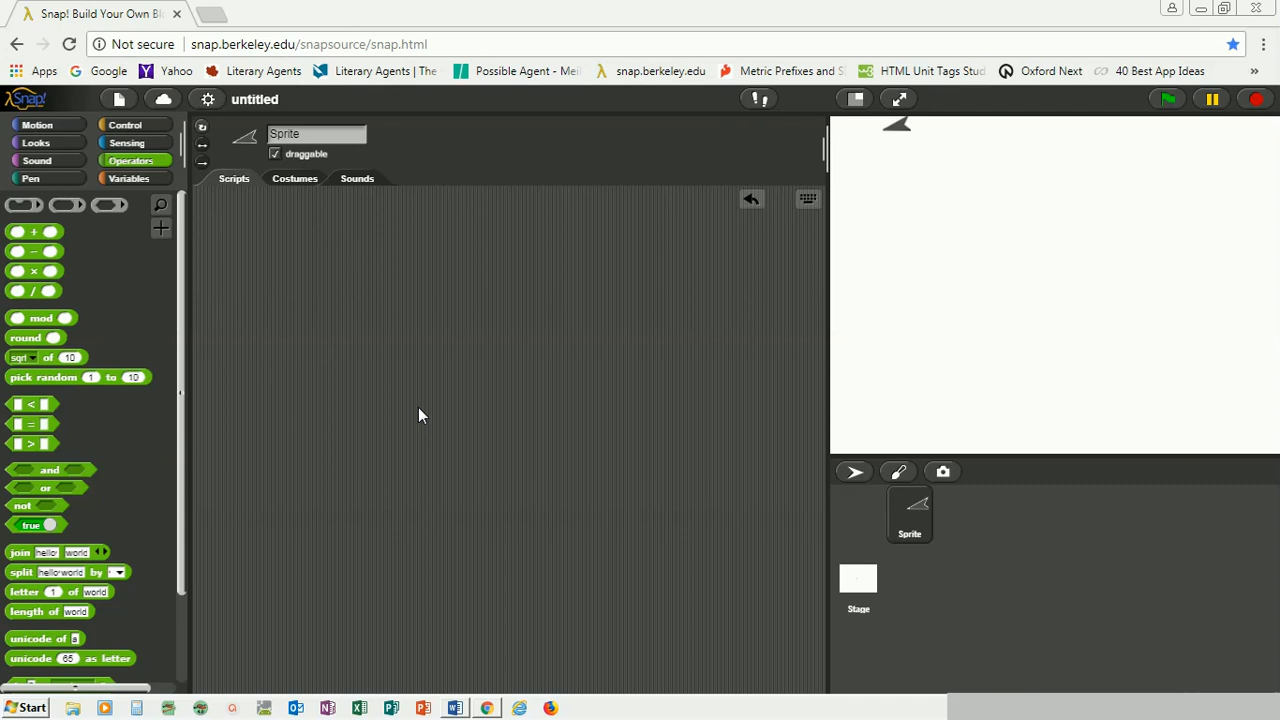 Snap! Build Your Own Bl
Not secure snap.berkeley.edu/snapsource/snap.html
Apps Google Yahoo Literary Agents Literary Agents | The Possible Agent - Meli snap.berkeley.edu Metric Prefixes and S HTML Unit Tags Stud Oxford Next 40 Best App Ideas »
Snap! untitled
Motion Control
Looks Sensing
Sound Operators
Pen Variables
Sprite
draggable
Scripts Costumes Sounds
+
−
×
/
mod
round
sqrt of 10
pick random 1 to 10
<
=
>
and
or
not
true
join hello world
split hello world by
letter 1 of world
length of world
unicode of a
unicode 65 as letter
Sprite
Stage
Start